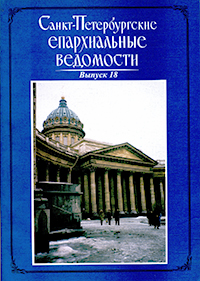 Санкт-Петербургские
епархиальные
ведомости
Выпуск 18